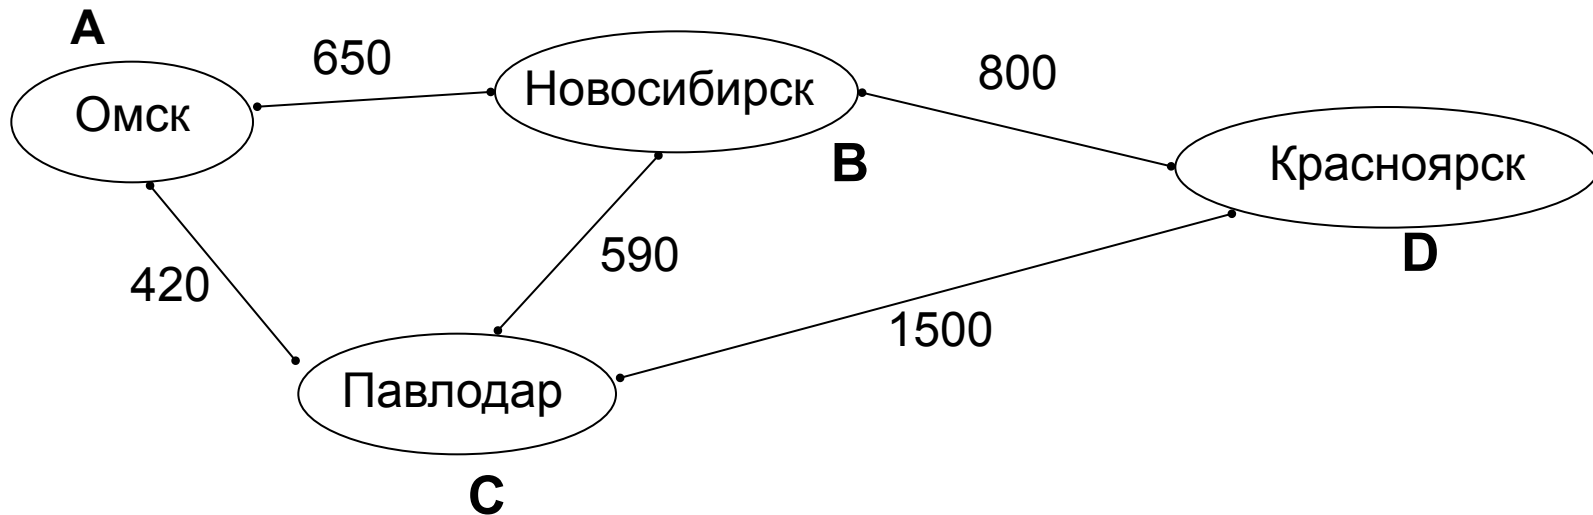 A
650
Новосибирск
800
Омск
B
Красноярск
D
590
420
1500
Павлодар
C